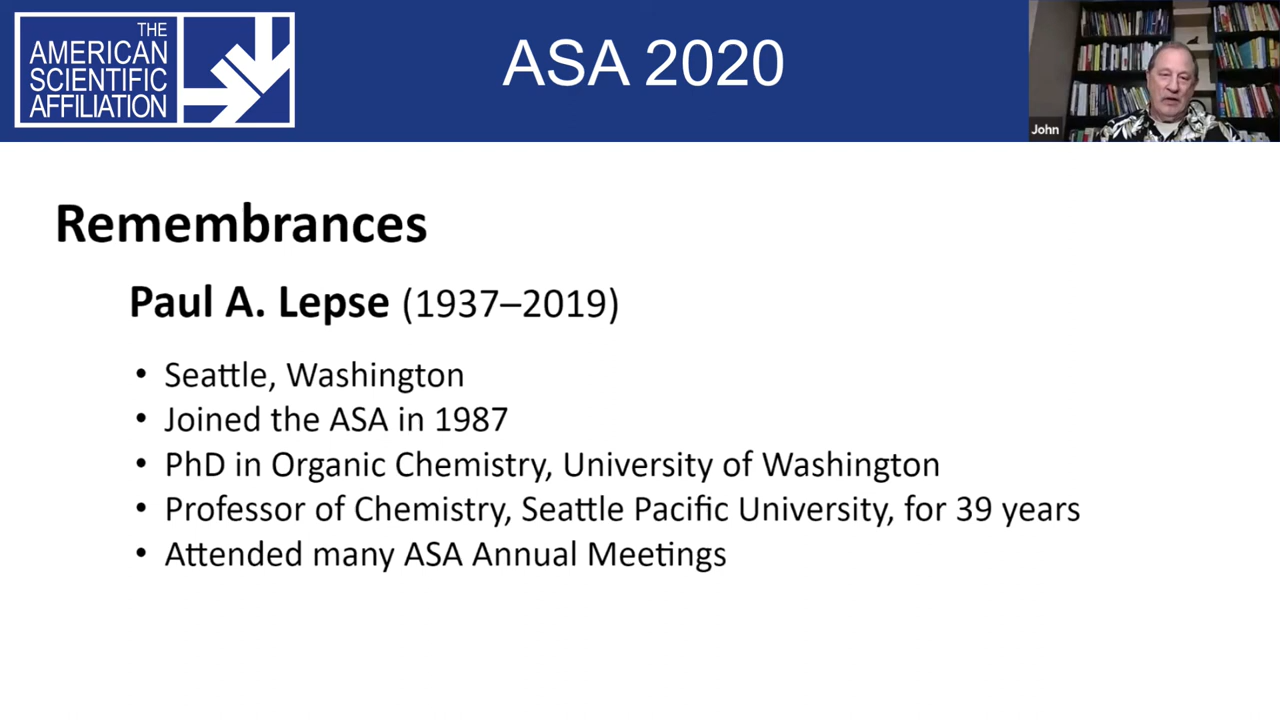 THE
AMERICAN
SCIENTIFIC
AFFILIATION
ASA 2020
John
Remembrances
Paul A. Lepse (1937–2019)
• Seattle, Washington
• Joined the ASA in 1987
• PhD in Organic Chemistry, University of Washington
• Professor of Chemistry, Seattle Pacific University, for 39 years
• Attended many ASA Annual Meetings